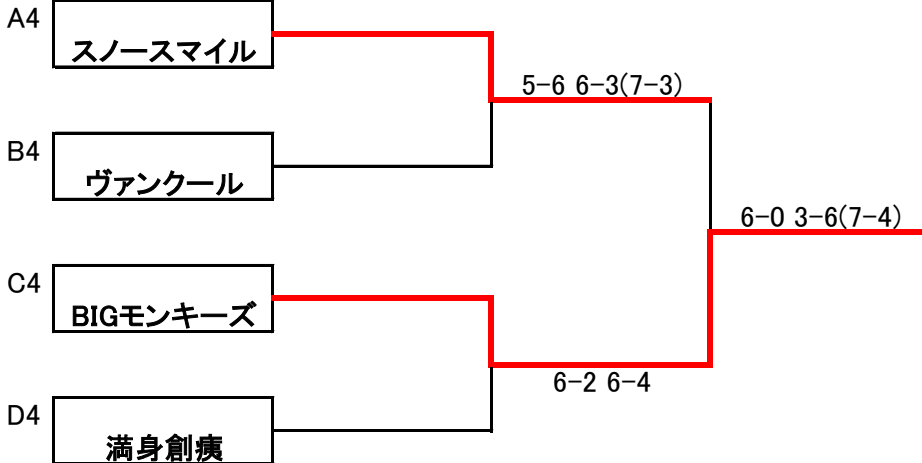 A4
スノースマイル
5-6 6-3(7-3)
B4
ヴァンクール
6-0 3-6(7-4)
C4
BIGモンキーズ
6-2 6-4
D4
満身創痍